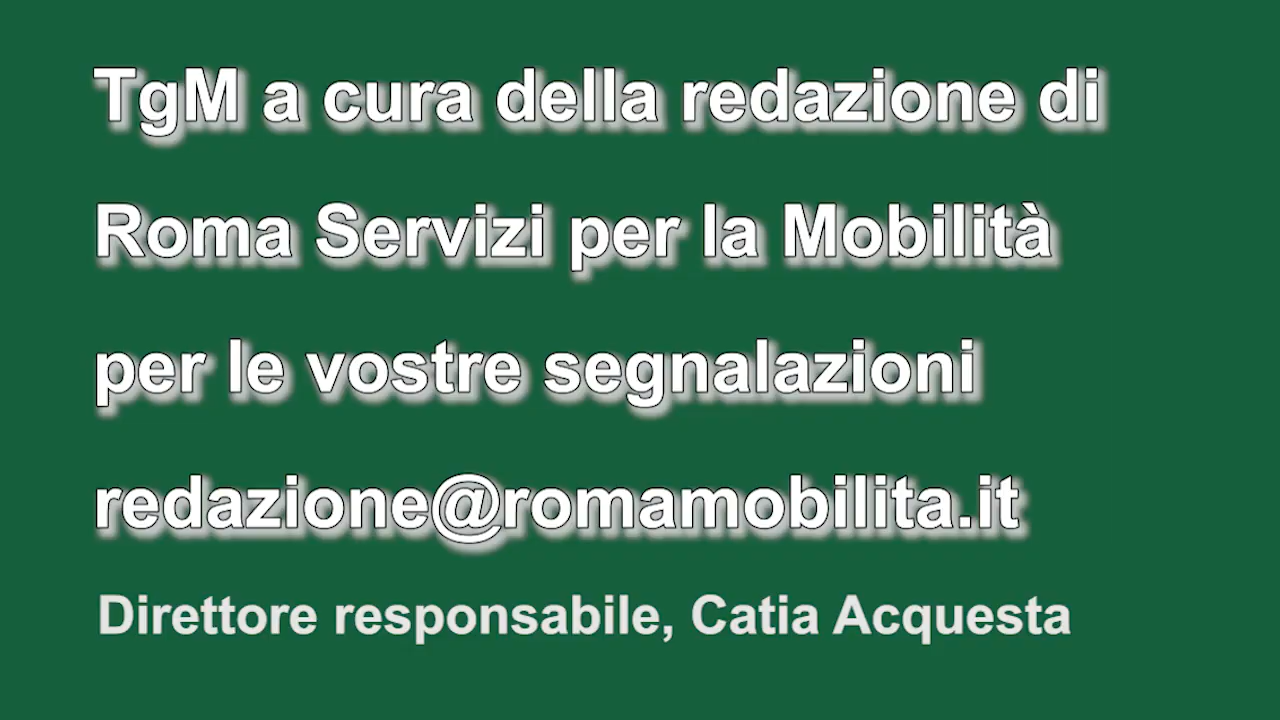 TgM a cura della redazione di
Roma Servizi per la Mobilità
per le vostre segnalazioni
redazione@romamobilita.it
Direttore responsabile, Catia Acquesta